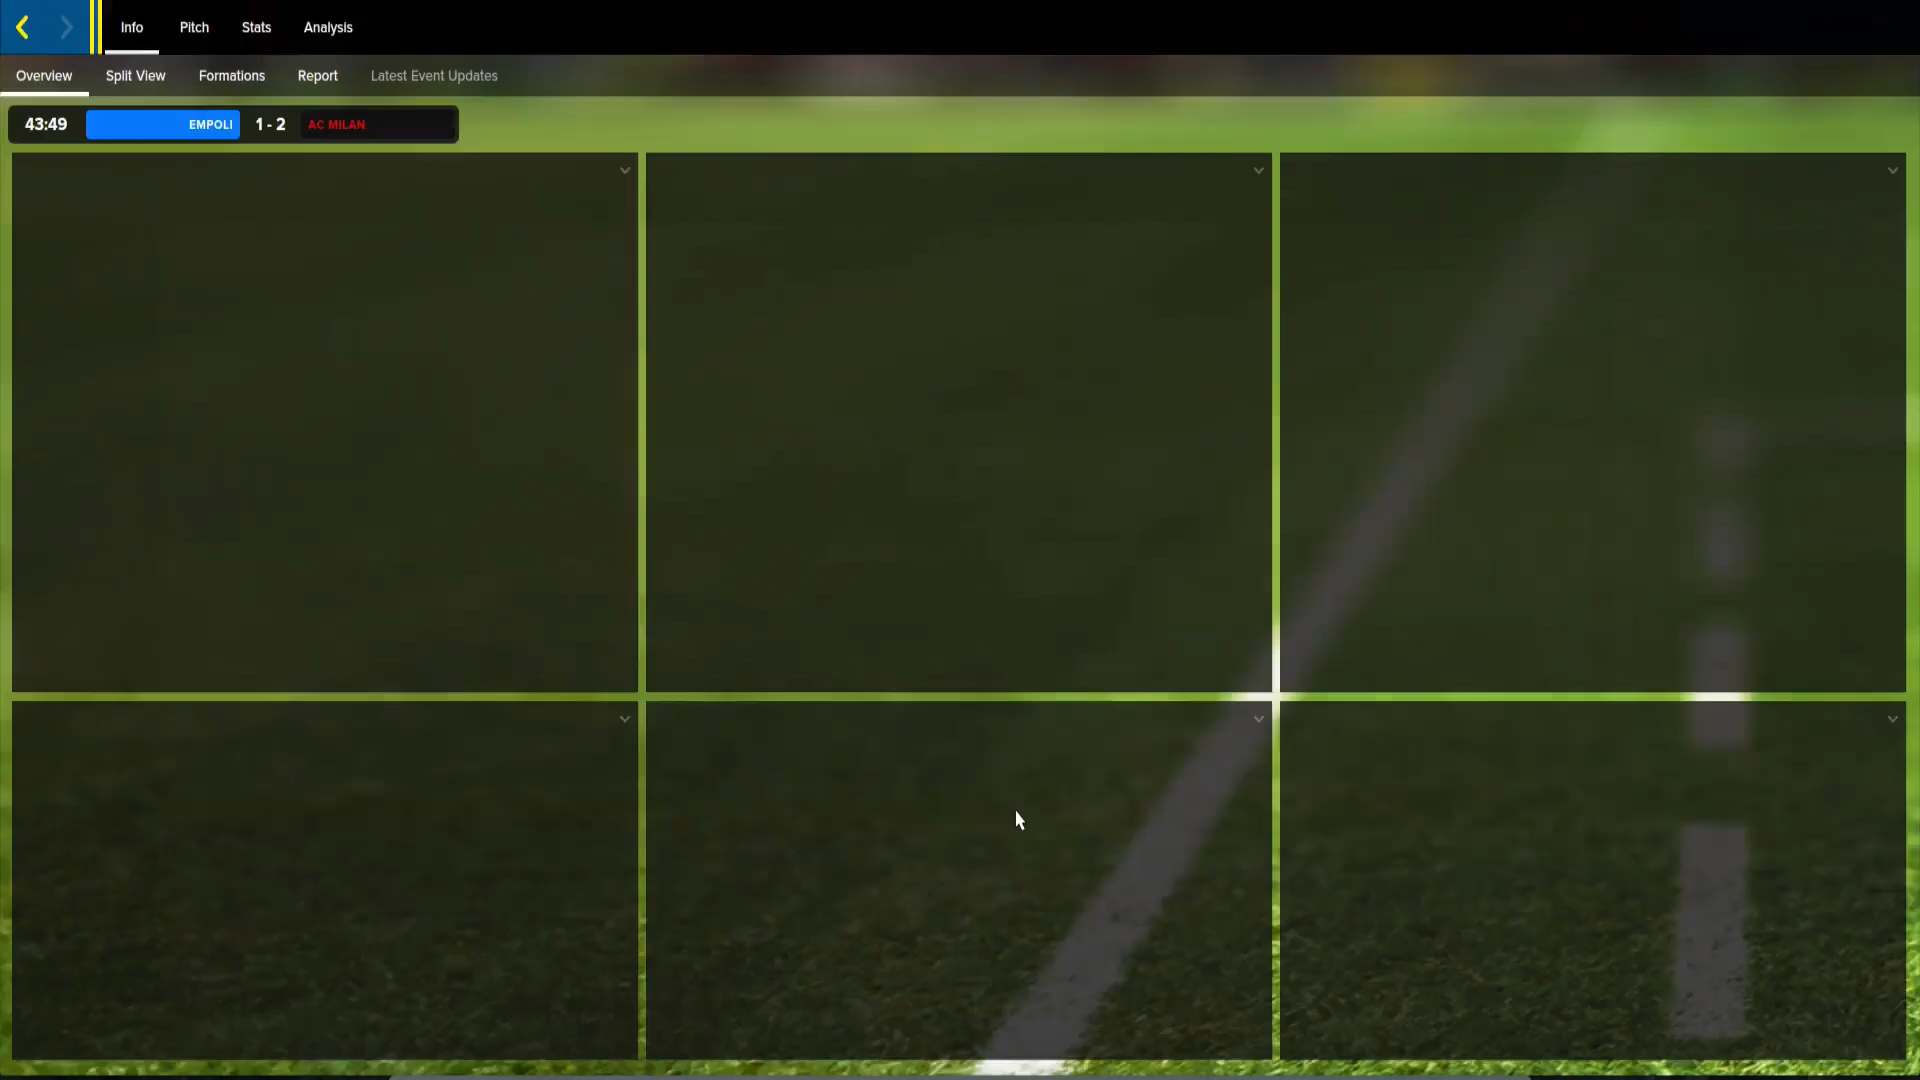 Info Pitch Stats Analysis
Overview Split View Formations Report Latest Event Updates
43:49 EMPOLI 1 - 2 AC MILAN